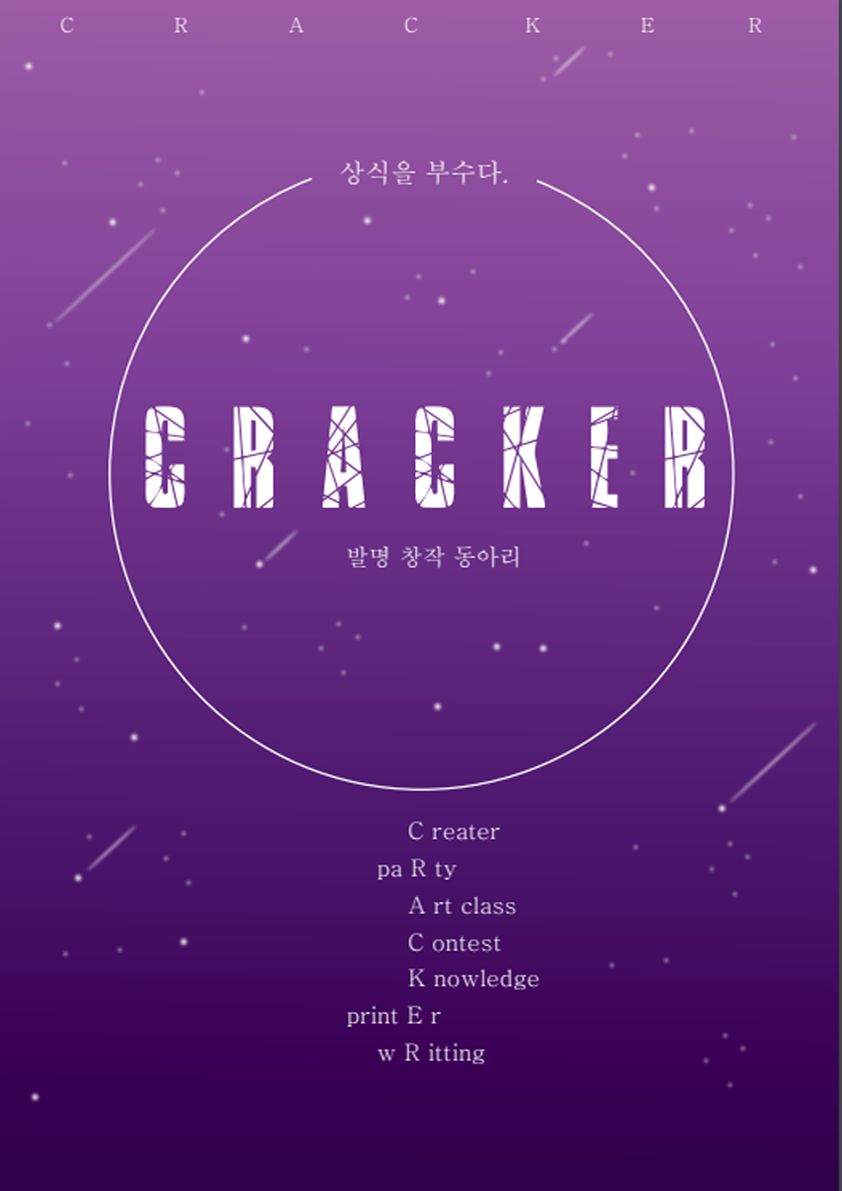 C R A C K E R
상식을 부수다.
CRACKER
발명 창작 동아리
C reater
pa R ty
A rt class
C ontest
K nowledge
print E r
w R itting